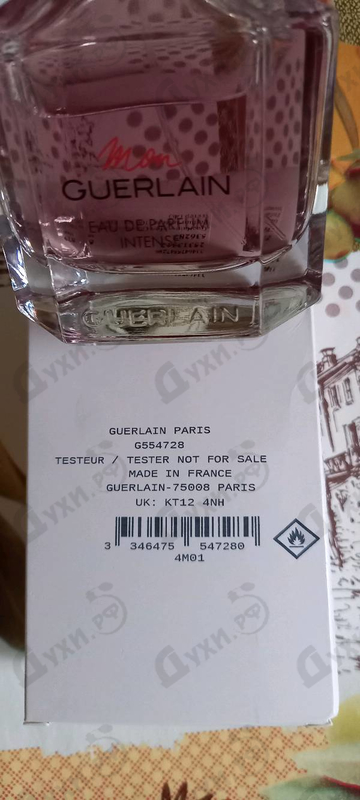 Mon
GUERLAIN
EAU DE PARFUM
INTENSE
GUERLAIN
GUERLAIN PARIS
G554728
TESTEUR / TESTER NOT FOR SALE
MADE IN FRANCE
GUERLAIN-75008 PARIS
UK: KT12 4NH
3 346475 547280
4M01
Духи.РФ
Духи.РФ
Духи.РФ
Духи.РФ
Духи.РФ
Духи.РФ